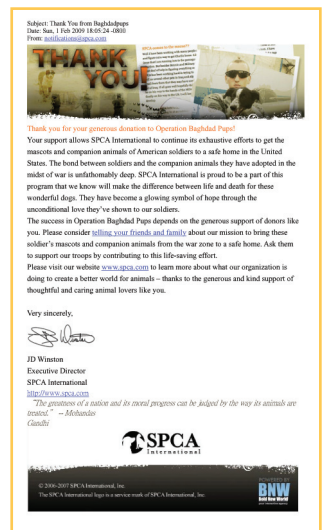 Subject: Thank You from Baghdadpups
Date: Sun, 1 Feb 2009 18:05:24 -0800
From: notifications@spca.com
THANK
YOU!
Thank you for your generous donation to Operation Baghdad Pups!
Your support allows SPCA International to continue its exhaustive efforts to get the
mascots and companion animals of American soldiers to a safe home in the United
States. The bond between soldiers and the companion animals they have adopted in the
midst of war is unfathomably deep. SPCA International is proud to be a part of this
program that we know will make the difference between life and death for these
wonderful dogs. They have become a glowing symbol of hope through the
unconditional love they've shown to our soldiers.
The success in Operation Baghdad Pups depends on the generous support of donors like
you. Please consider telling your friends and family about our mission to bring these
soldier's mascots and companion animals from the war zone to a safe home. Ask them
to support our troops by contributing to this life-saving effort.
Please visit our website www.spca.com to learn more about what our organization is
doing to create a better world for animals – thanks to the generous and kind support of
thoughtful and caring animal lovers like you.
Very sincerely,
JD Winston
Executive Director
SPCA International
http://www.spca.com
"The greatness of a nation and its moral progress can be judged by the way its animals are
treated." -- Mohandas
Gandhi
SPCA
International
© 2006-2007 SPCA International, Inc.
The SPCA International logo is a service mark of SPCA International, Inc.
POWERED BY
BNW
Bold New World